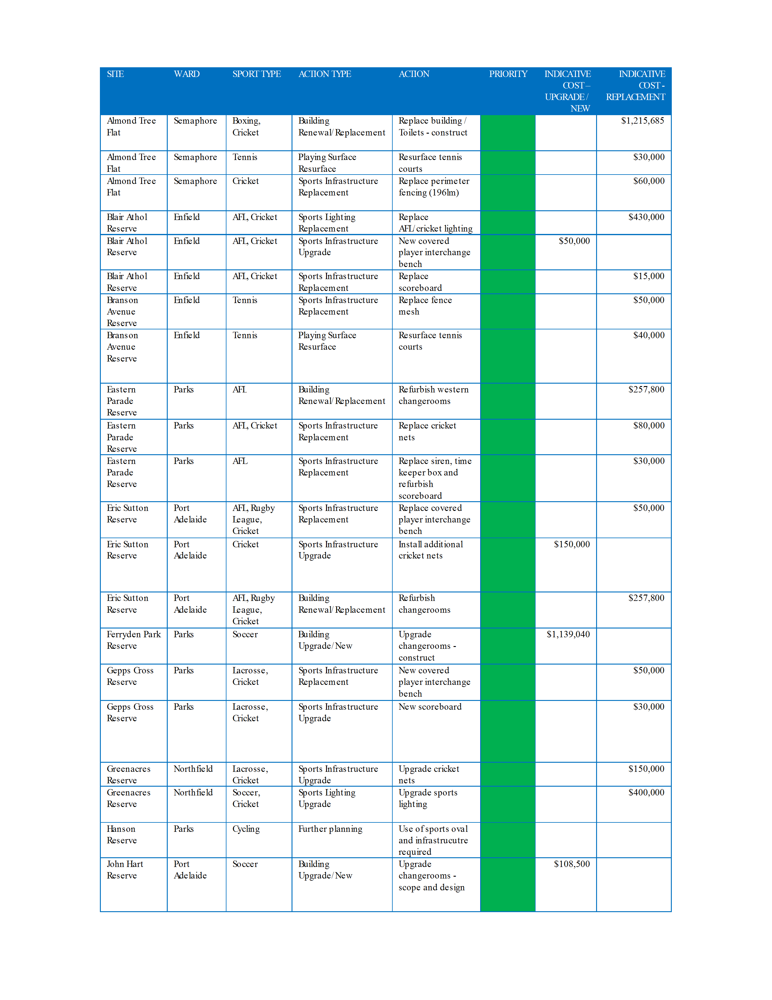 SITE WARD SPORT TYPE ACTION TYPE ACTION PRIORITY INDICATIVE COST – UPGRADE / NEW INDICATIVE COST - REPLACEMENT
Almond Tree Flat Semaphore Boxing, Cricket Building Renewal/Replacement Replace building / Toilets - construct $1,215,685
Almond Tree Flat Semaphore Tennis Playing Surface Resurface Resurface tennis courts $30,000
Almond Tree Flat Semaphore Cricket Sports Infrastructure Replacement Replace perimeter fencing (196lm) $60,000
Blair Athol Reserve Enfield AFL, Cricket Sports Lighting Replacement Replace AFL/cricket lighting $430,000
Blair Athol Reserve Enfield AFL, Cricket Sports Infrastructure Upgrade New covered player interchange bench $50,000
Blair Athol Reserve Enfield AFL, Cricket Sports Infrastructure Replacement Replace scoreboard $15,000
Branson Avenue Reserve Enfield Tennis Sports Infrastructure Replacement Replace fence mesh $50,000
Branson Avenue Reserve Enfield Tennis Playing Surface Resurface Resurface tennis courts $40,000
Eastern Parade Reserve Parks AFL Building Renewal/Replacement Refurbish western changerooms $257,800
Eastern Parade Reserve Parks AFL, Cricket Sports Infrastructure Replacement Replace cricket nets $80,000
Eastern Parade Reserve Parks AFL Sports Infrastructure Replacement Replace siren, time keeper box and refurbish scoreboard $30,000
Eric Sutton Reserve Port Adelaide AFL, Rugby League, Cricket Sports Infrastructure Replacement Replace covered player interchange bench $50,000
Eric Sutton Reserve Port Adelaide Cricket Sports Infrastructure Upgrade Install additional cricket nets $150,000
Eric Sutton Reserve Port Adelaide AFL, Rugby League, Cricket Building Renewal/Replacement Refurbish changerooms $257,800
Ferryden Park Reserve Parks Soccer Building Upgrade/New Upgrade changerooms - construct $1,139,040
Gepps Cross Reserve Parks Lacrosse, Cricket Sports Infrastructure Replacement New covered player interchange bench $50,000
Gepps Cross Reserve Parks Lacrosse, Cricket Sports Infrastructure Upgrade New scoreboard $30,000
Greenacres Reserve Northfield Lacrosse, Cricket Sports Infrastructure Upgrade Upgrade cricket nets $150,000
Greenacres Reserve Northfield Soccer, Cricket Sports Lighting Upgrade Upgrade sports lighting $400,000
Hanson Reserve Parks Cycling Further planning Use of sports oval and infrastrucutre required
John Hart Reserve Port Adelaide Soccer Building Upgrade/New Upgrade changerooms - scope and design $108,500